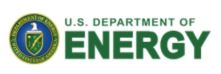 U.S. DEPARTMENT OF
ENERGY